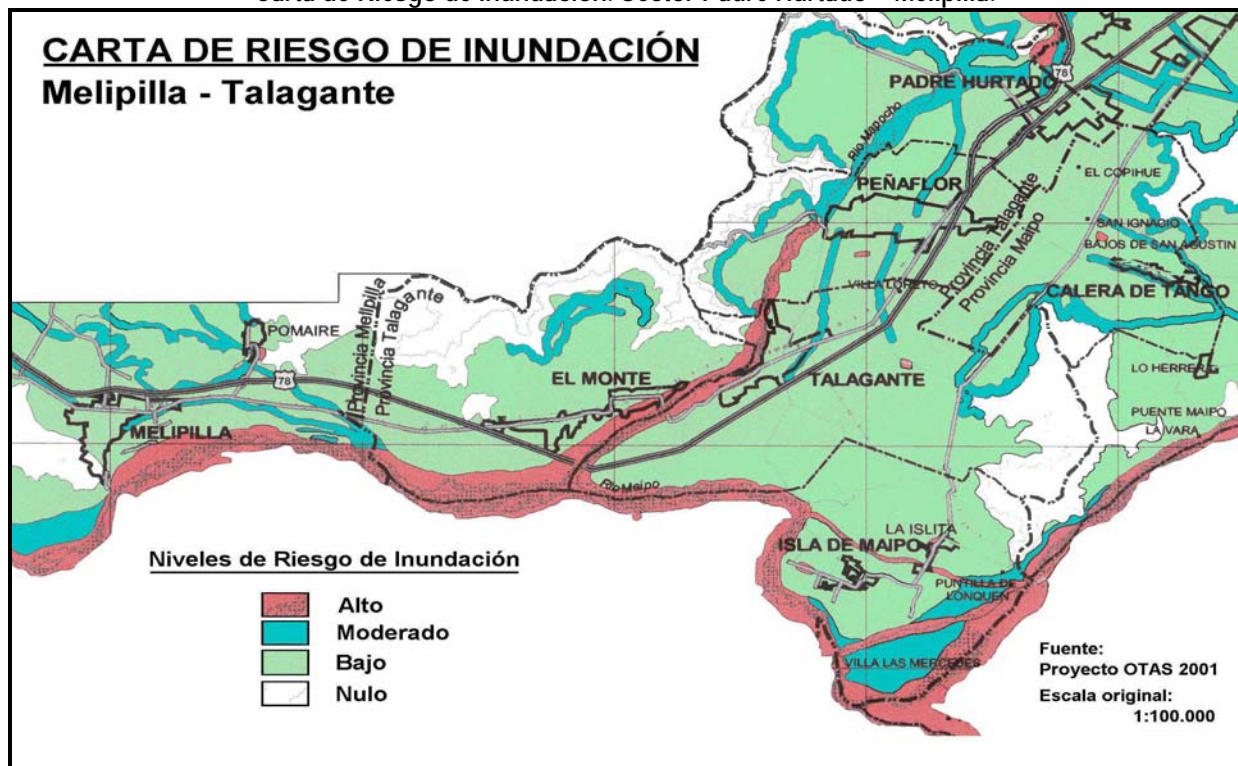 Carta de Riesgo de Inundación. Sector Padre Hurtado – Melipilla.
CARTA DE RIESGO DE INUNDACIÓN
Melipilla - Talagante
78
PADRE HURTADO
Rio Mapocho
PEÑAFLOR
EL COPIHUE
SAN IGNACIO
BAJOS DE SAN AGUSTIN
Provincia Talagante
Provincia Maipo
VILLA LORETO
CALERA DE TANGO
POMAIRE
Provincia Melipilla
Provincia Talagante
78
EL MONTE
TALAGANTE
LO HERRERA
MELIPILLA
PUENTE MAIPO
LA VARA
Rio Maipo
LA ISLITA
ISLA DE MAIPO
PUNTILLA DE
LONQUEN
VILLA LAS MERCEDES
Niveles de Riesgo de Inundación
Alto
Moderado
Bajo
Nulo
Fuente:
Proyecto OTAS 2001
Escala original:
1:100.000